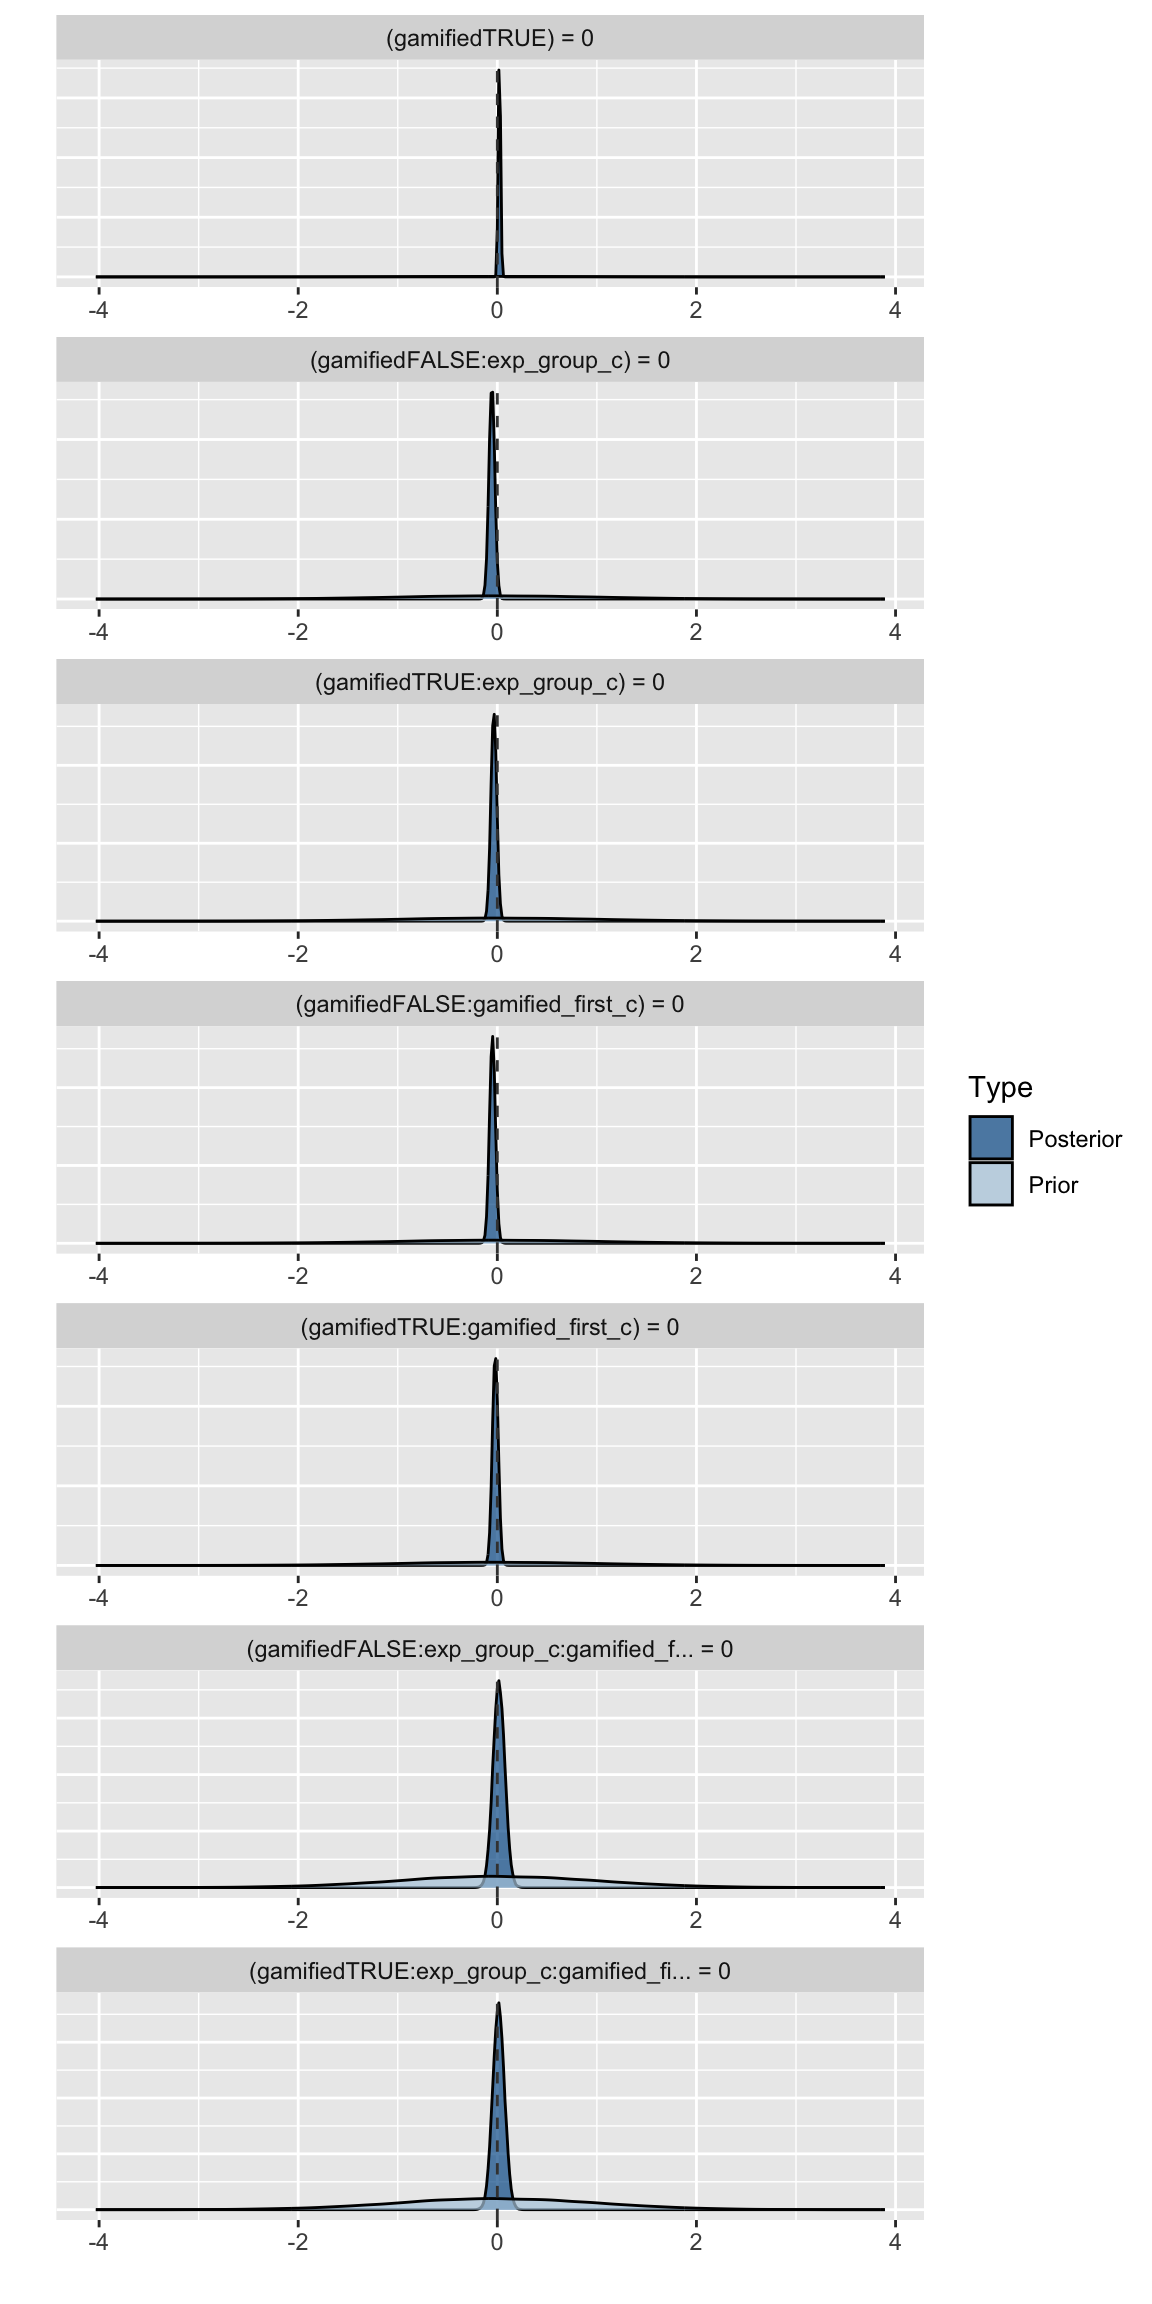 (gamifiedTRUE) = 0
-4 -2 0 2 4
(gamifiedFALSE:exp_group_c) = 0
-4 -2 0 2 4
(gamifiedTRUE:exp_group_c) = 0
-4 -2 0 2 4
(gamifiedFALSE:gamified_first_c) = 0
-4 -2 0 2 4
(gamifiedTRUE:gamified_first_c) = 0
-4 -2 0 2 4
(gamifiedFALSE:exp_group_c:gamified_f... = 0
-4 -2 0 2 4
(gamifiedTRUE:exp_group_c:gamified_fi... = 0
-4 -2 0 2 4
Type
Posterior
Prior